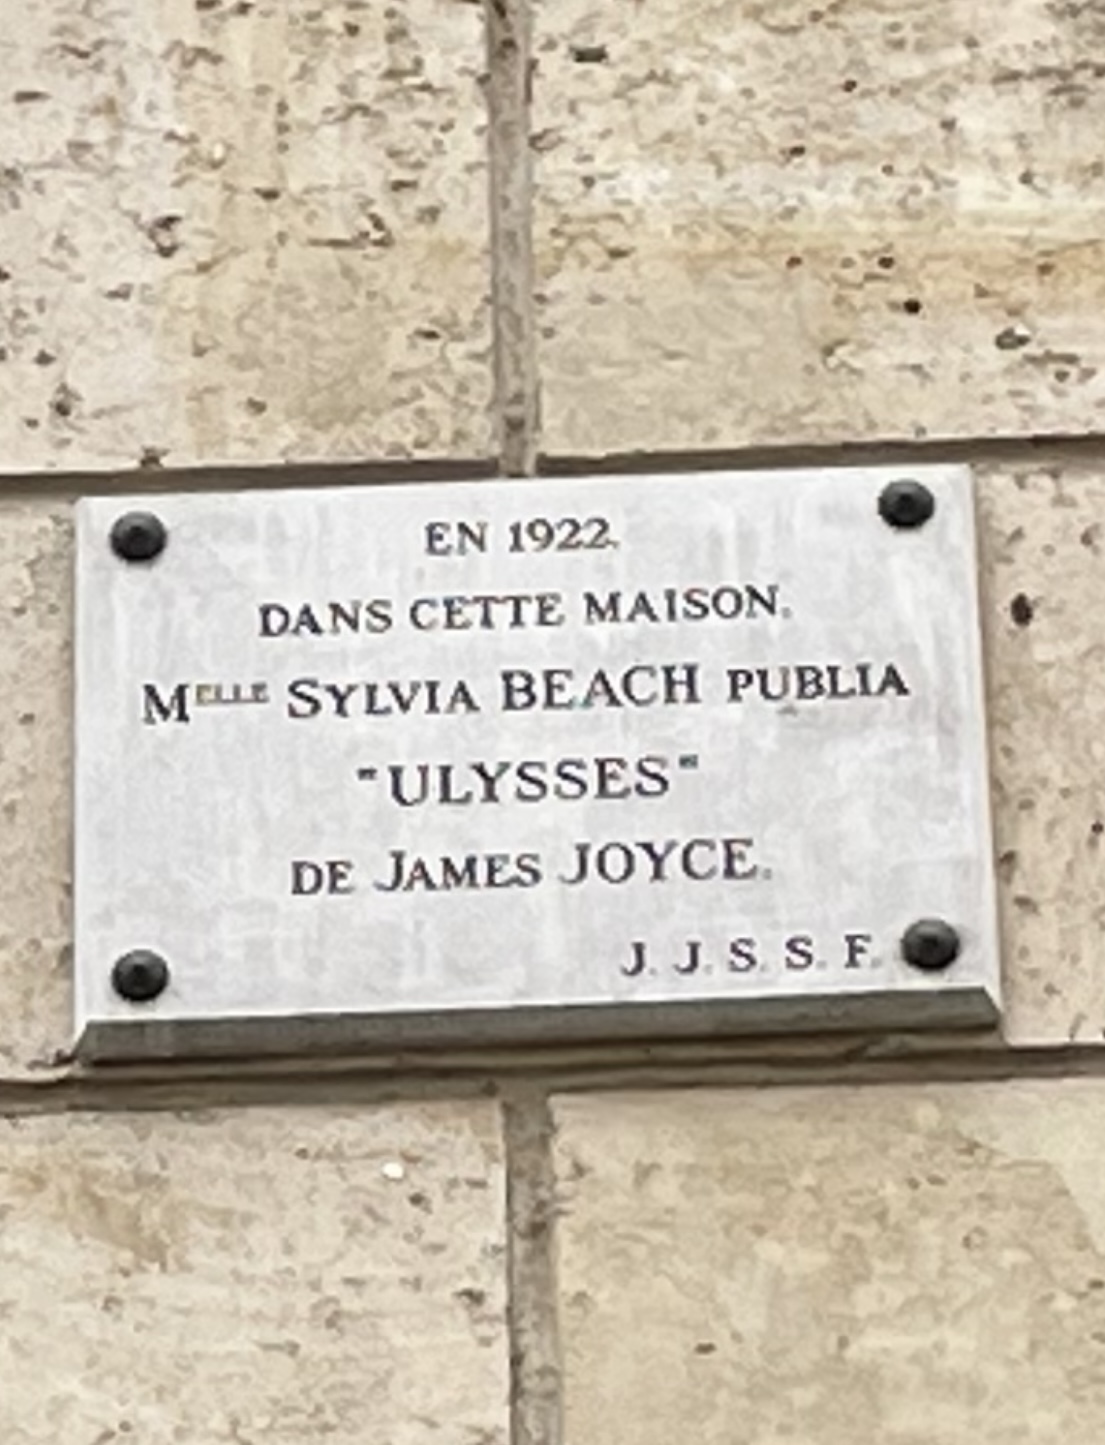 EN 1922.
DANS CETTE MAISON.
MELLE SYLVIA BEACH PUBLIA
"ULYSSES"
DE JAMES JOYCE.
J. J. S. S. F.